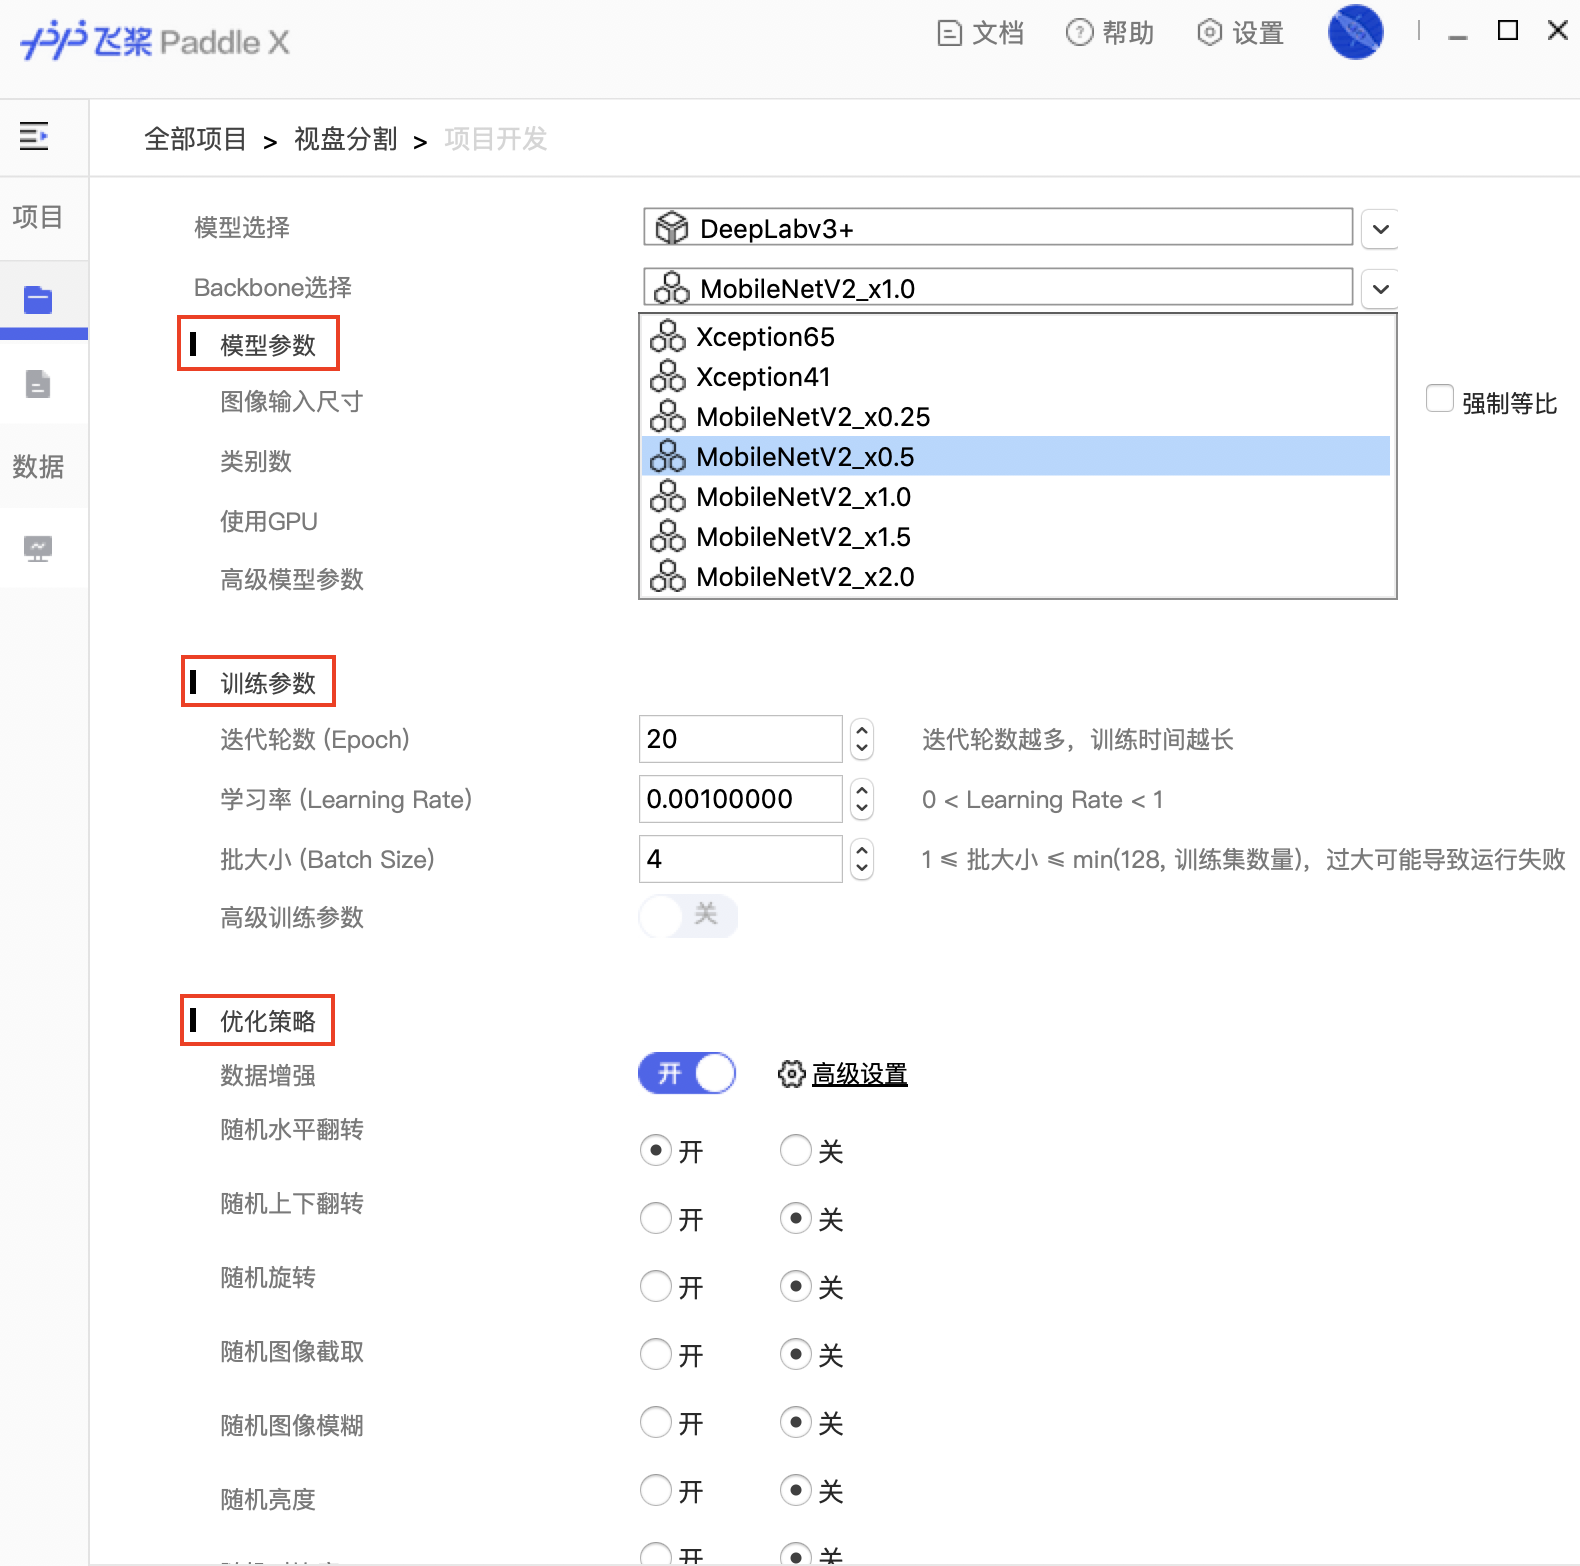 飞桨 Paddle X
文档 帮助 设置
全部项目 > 视盘分割 > 项目开发
项目
数据
模型选择 DeepLabv3+
Backbone选择 MobileNetV2_x1.0
Xception65
Xception41
MobileNetV2_x0.25
MobileNetV2_x0.5
MobileNetV2_x1.0
MobileNetV2_x1.5
MobileNetV2_x2.0
模型参数
图像输入尺寸 强制等比
类别数
使用GPU
高级模型参数
训练参数
迭代轮数 (Epoch) 20 迭代轮数越多，训练时间越长
学习率 (Learning Rate) 0.00100000 0 < Learning Rate < 1
批大小 (Batch Size) 4 1 ⩽ 批大小 ⩽ min(128, 训练集数量)，过大可能导致运行失败
高级训练参数 关
优化策略
数据增强 开 高级设置
随机水平翻转 开 关
随机上下翻转 开 关
随机旋转 开 关
随机图像截取 开 关
随机图像模糊 开 关
随机亮度 开 关
开 关